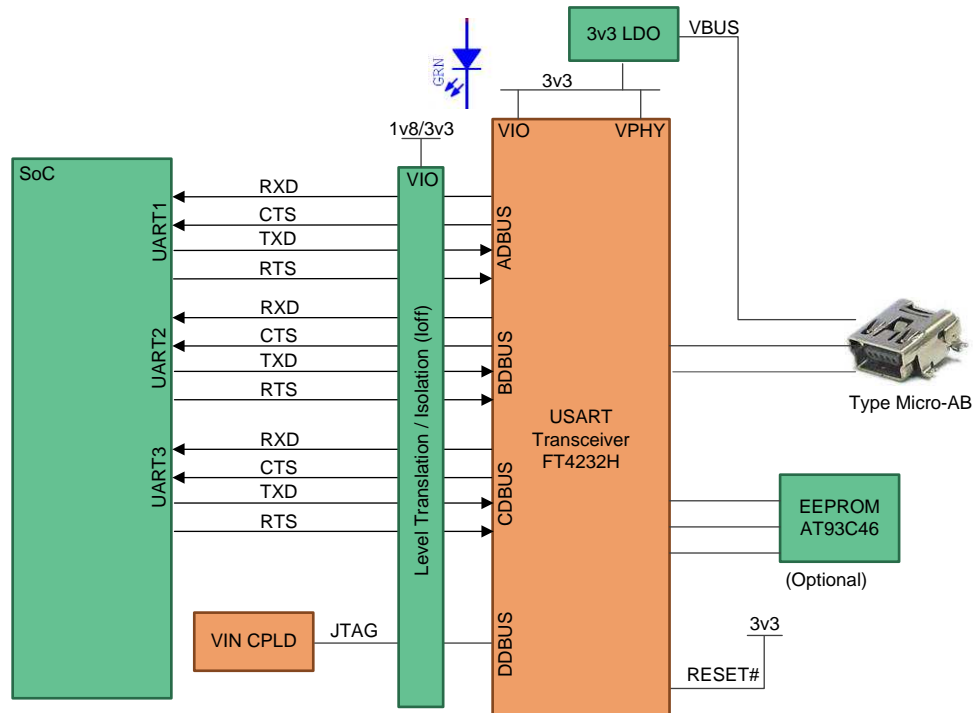 3v3 LDO
VBUS
GRN
3v3
1v8/3v3
VIO
VPHY
SoC
VIO
UART1
RXD
CTS
TXD
RTS
ADBUS
UART2
RXD
CTS
TXD
RTS
BDBUS
Level Translation / Isolation (Ioff)
USART
Transceiver
FT4232H
Type Micro-AB
UART3
RXD
CTS
TXD
RTS
CDBUS
EEPROM
AT93C46
(Optional)
VIN CPLD
JTAG
DDBUS
3v3
RESET#